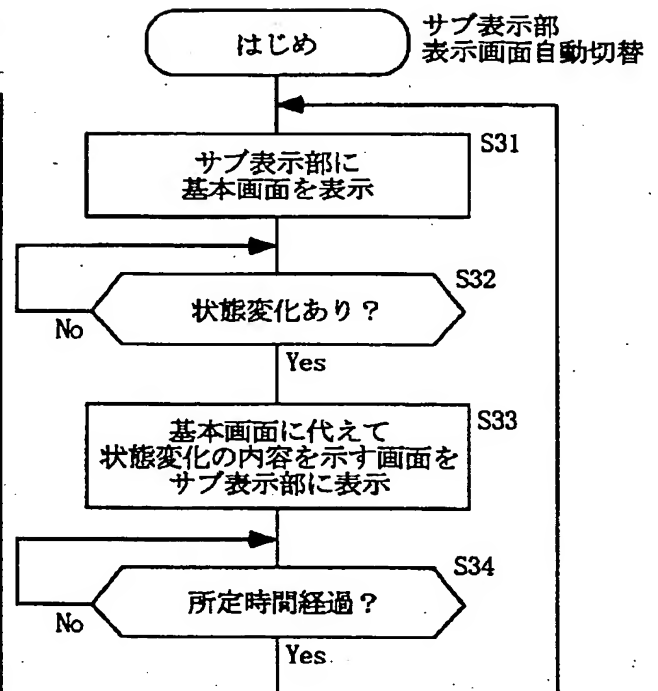 はじめ
サブ表示部
表示画面自動切替
S31
サブ表示部に
基本画面を表示
S32
状態変化あり？
No
Yes
S33
基本画面に代えて
状態変化の内容を示す画面を
サブ表示部に表示
S34
所定時間経過？
No
Yes